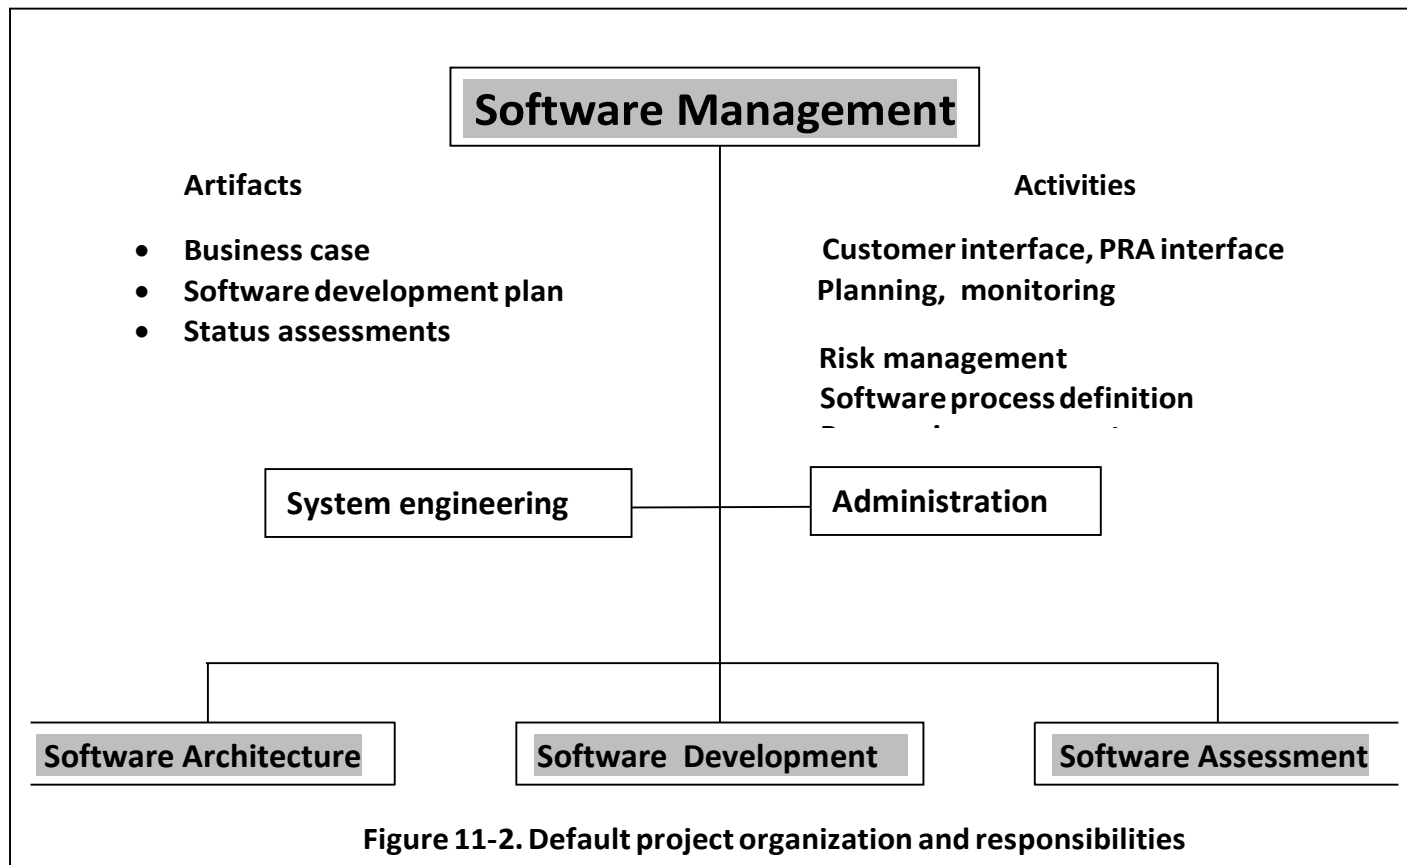 Software Management
Artifacts
• Business case
• Software development plan
• Status assessments
Activities
Customer interface, PRA interface
Planning, monitoring
Risk management
Software process definition
System engineering
Administration
Software Architecture
Software Development
Software Assessment
Figure 11-2. Default project organization and responsibilities